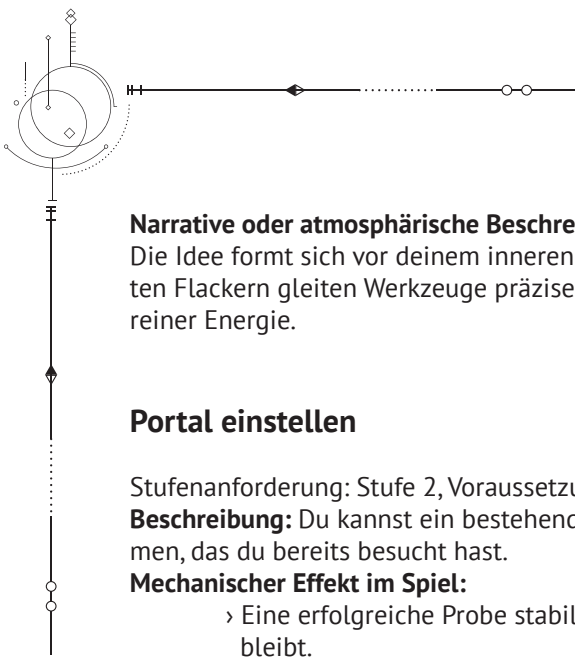 Narrative oder atmosphärische Beschre
Die Idee formt sich vor deinem inneren
ten Flackern gleiten Werkzeuge präzise
reiner Energie.
Portal einstellen
Stufenanforderung: Stufe 2, Voraussetzu
Beschreibung: Du kannst ein bestehend
men, das du bereits besucht hast.
Mechanischer Effekt im Spiel:
› Eine erfolgreiche Probe stabil
bleibt.